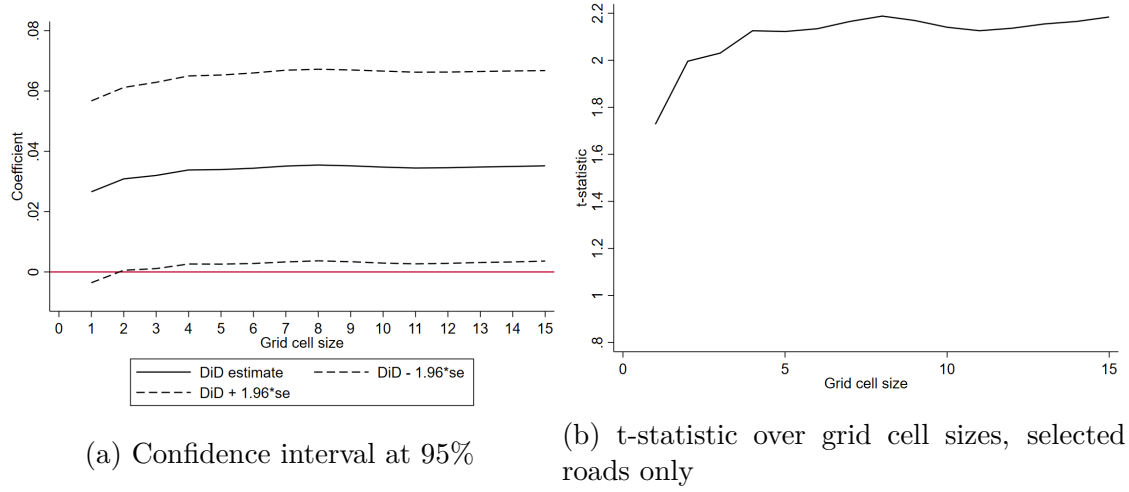 .08
.06
.04
.02
0
Coefficient
0 1 2 3 4 5 6 7 8 9 10 11 12 13 14 15
Grid cell size
DiD estimate DiD - 1.96*se
DiD + 1.96*se
(a) Confidence interval at 95%
2.2
2
1.8
1.6
1.4
1.2
1
.8
t-statistic
0 5 10 15
Grid cell size
(b) t-statistic over grid cell sizes, selected
roads only